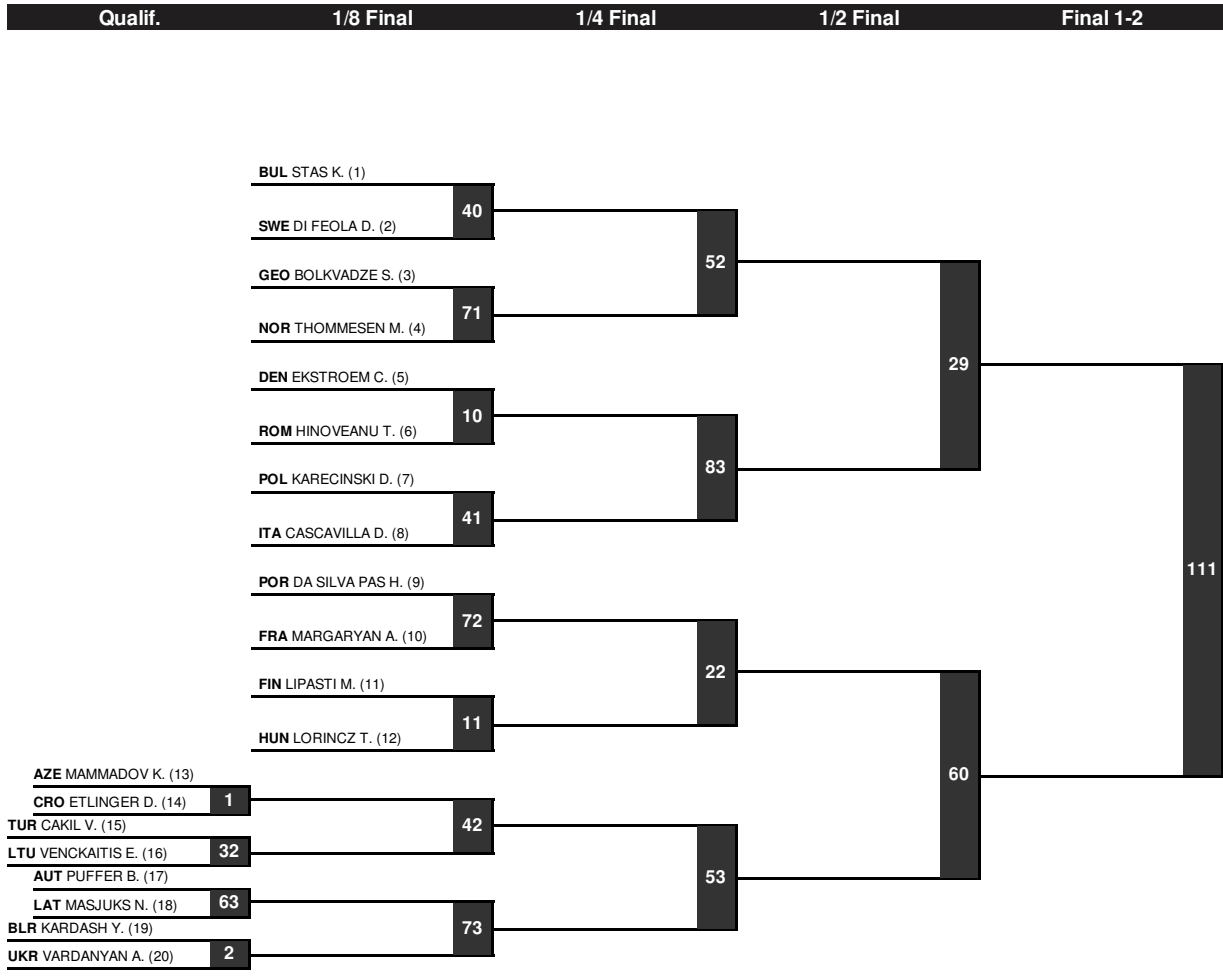 Qualif. 1/8 Final 1/4 Final 1/2 Final Final 1-2
BUL STAS K. (1)
40
SWE DI FEOLA D. (2)
52
GEO BOLKVADZE S. (3)
71
NOR THOMMESEN M. (4)
29
DEN EKSTROEM C. (5)
10
ROM HINOVEANU T. (6)
83
POL KARECINSKI D. (7)
41
ITA CASCAVILLA D. (8)
111
POR DA SILVA PAS H. (9)
72
FRA MARGARYAN A. (10)
22
FIN LIPASTI M. (11)
11
HUN LORINCZ T. (12)
60
AZE MAMMADOV K. (13)
CRO ETLINGER D. (14) 1
TUR CAKIL V. (15)
42
LTU VENCKAITIS E. (16) 32
AUT PUFFER B. (17)
53
LAT MASJUKS N. (18) 63
BLR KARDASH Y. (19)
73
UKR VARDANYAN A. (20) 2